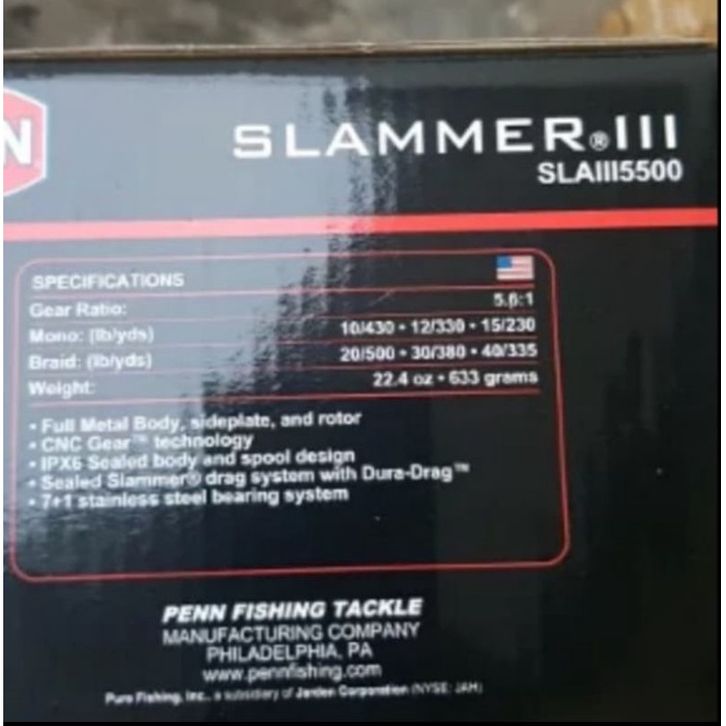 N
SLAMMER®III
SLAIII5500
SPECIFICATIONS
Gear Ratio: 5.6:1
Mono: (lb/yds) 10/430 • 12/330 • 15/230
Braid: (lb/yds) 20/500 • 30/380 • 40/335
Weight: 22.4 oz • 633 grams
• Full Metal Body, sideplate, and rotor
• CNC Gear™ technology
• IPX6 Sealed body and spool design
• Sealed Slammer® drag system with Dura-Drag™
• 7+1 stainless steel bearing system
PENN FISHING TACKLE
MANUFACTURING COMPANY
PHILADELPHIA, PA
www.pennfishing.com
Pure Fishing, Inc., a subsidiary of Jarden Corporation (NYSE: JAH)